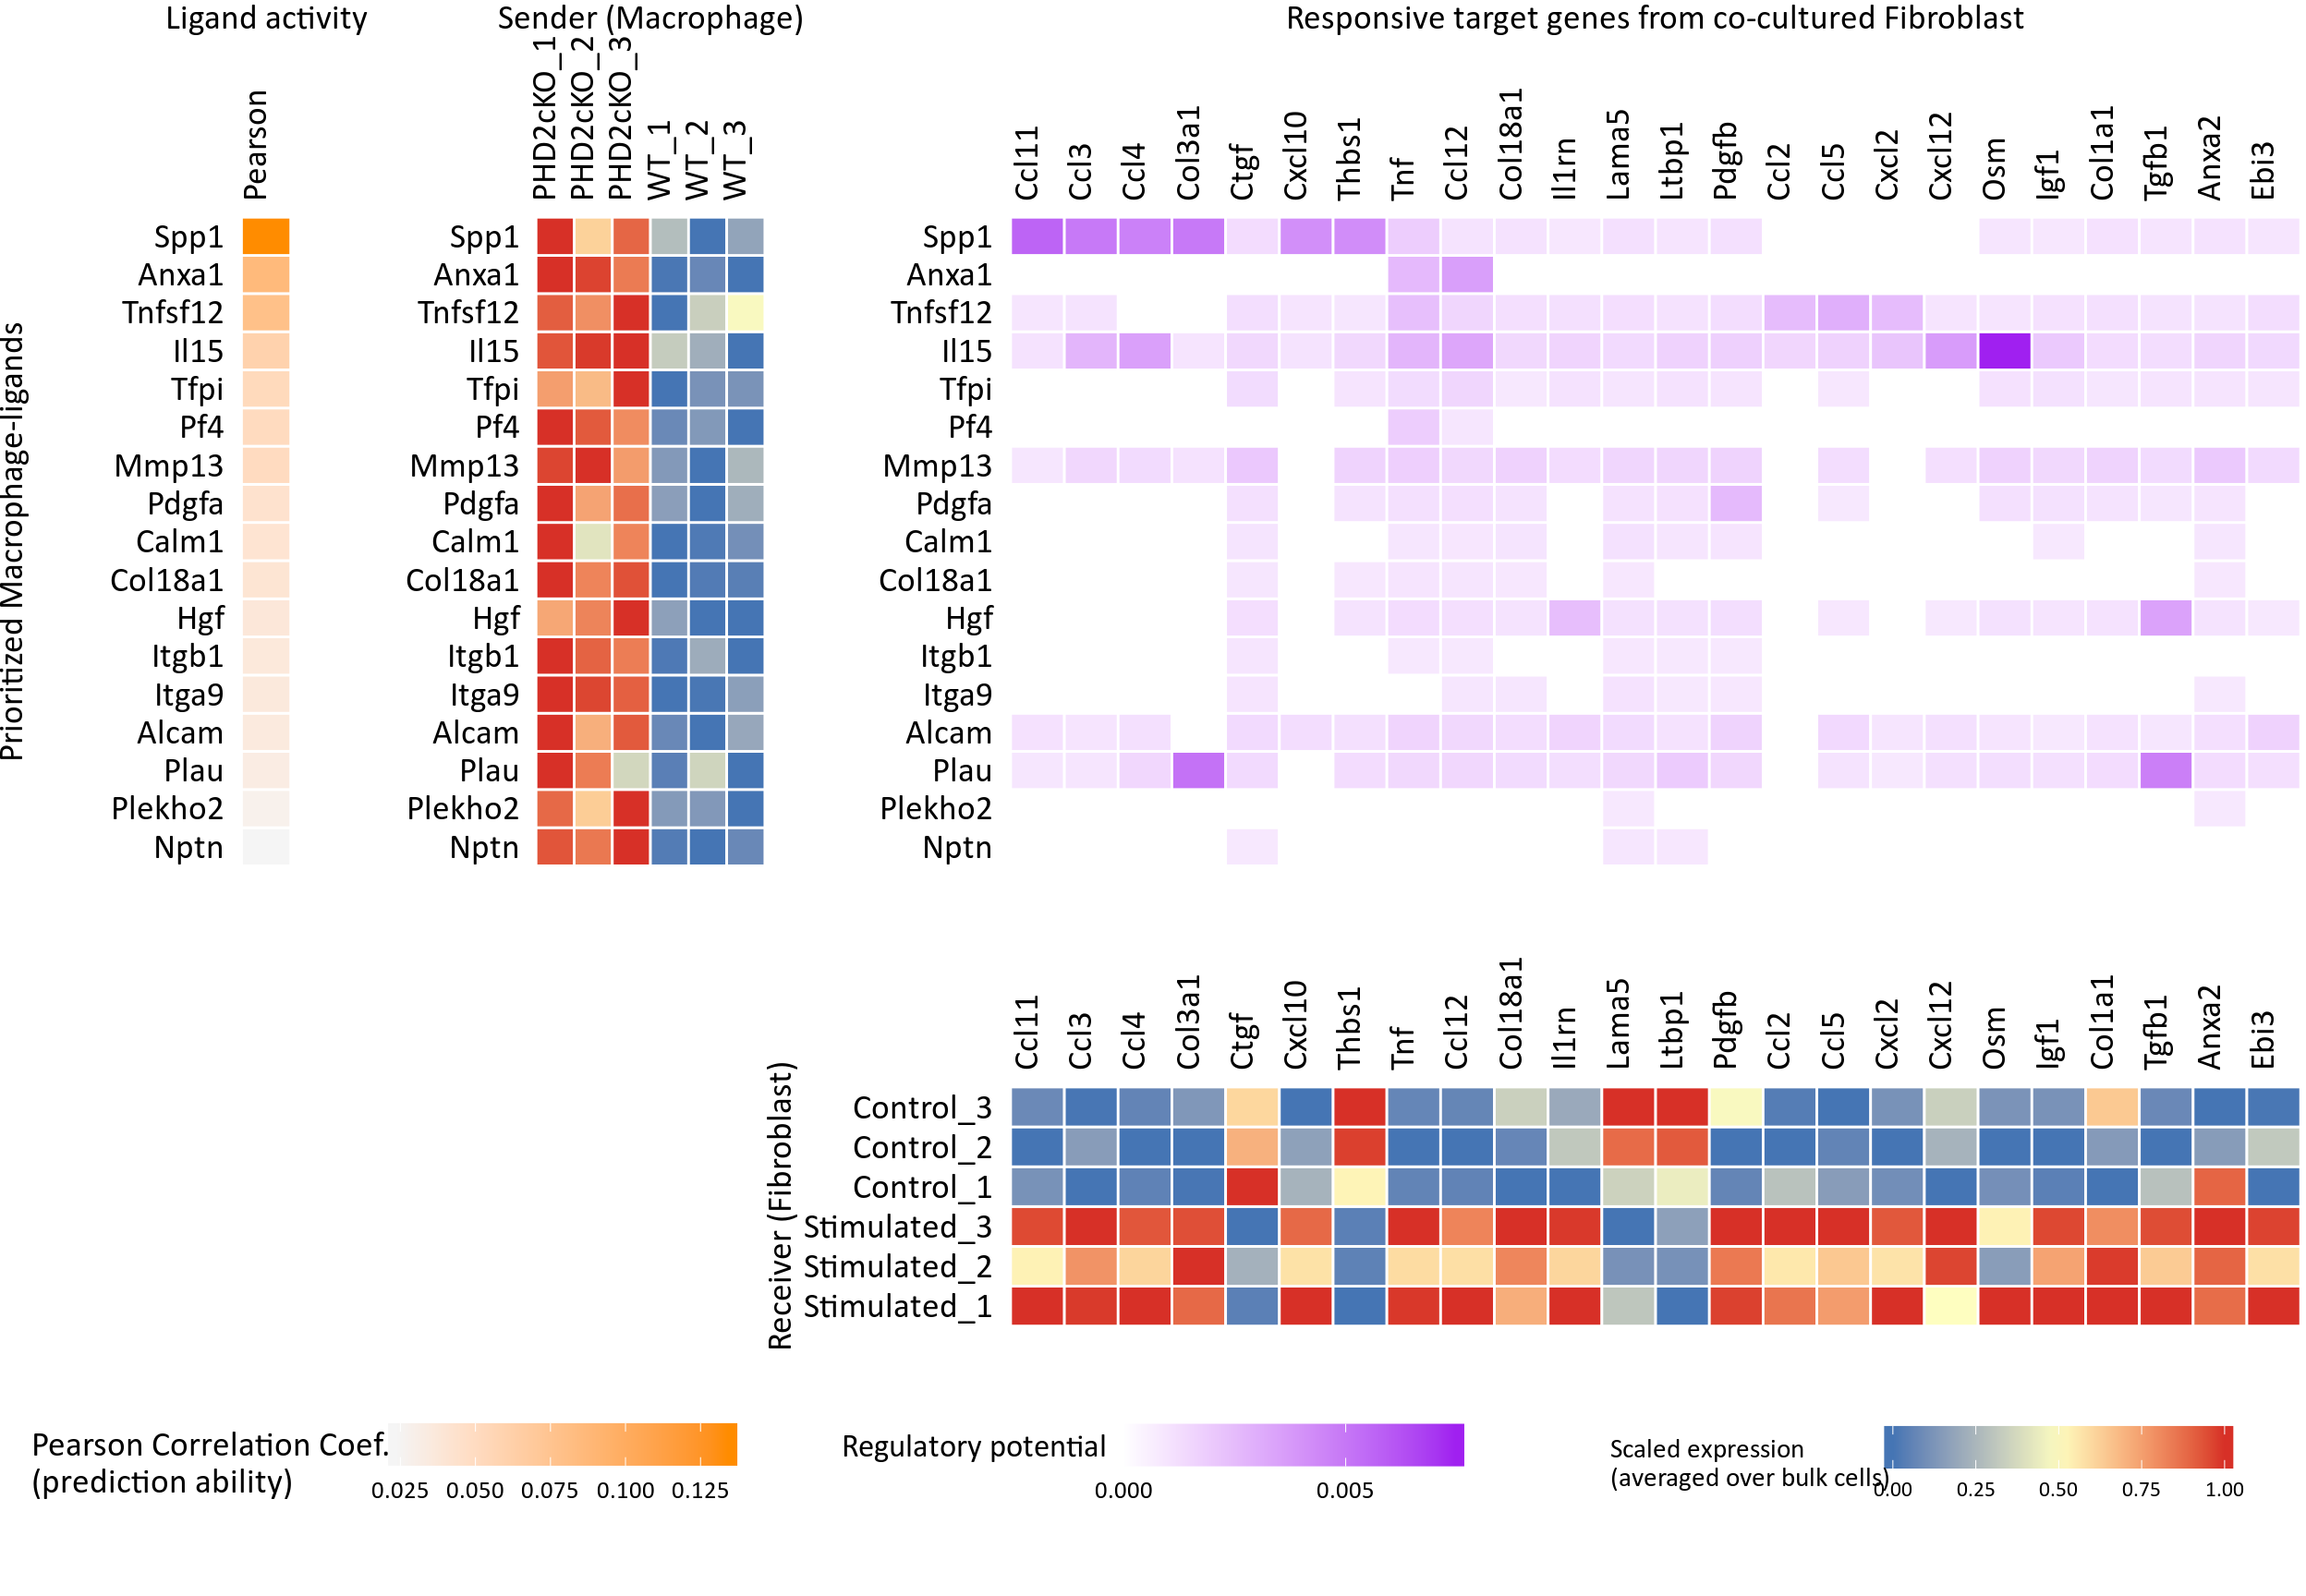 Ligand activity
Sender (Macrophage)
Responsive target genes from co-cultured Fibroblast
Pearson
PHD2cKO_1
PHD2cKO_2
PHD2cKO_3
WT_1
WT_2
WT_3
Ccl11
Ccl3
Ccl4
Col3a1
Ctgf
Cxcl10
Thbs1
Tnf
Ccl12
Col18a1
Il1rn
Lama5
Ltbp1
Pdgfb
Ccl2
Ccl5
Cxcl2
Cxcl12
Osm
Igf1
Col1a1
Tgfb1
Anxa2
Ebi3
Prioritized Macrophage-ligands
Spp1 Spp1 Spp1
Anxa1 Anxa1 Anxa1
Tnfsf12 Tnfsf12 Tnfsf12
Il15 Il15 Il15
Tfpi Tfpi Tfpi
Pf4 Pf4 Pf4
Mmp13 Mmp13 Mmp13
Pdgfa Pdgfa Pdgfa
Calm1 Calm1 Calm1
Col18a1 Col18a1 Col18a1
Hgf Hgf Hgf
Itgb1 Itgb1 Itgb1
Itga9 Itga9 Itga9
Alcam Alcam Alcam
Plau Plau Plau
Plekho2 Plekho2 Plekho2
Nptn Nptn Nptn
Ccl11
Ccl3
Ccl4
Col3a1
Ctgf
Cxcl10
Thbs1
Tnf
Ccl12
Col18a1
Il1rn
Lama5
Ltbp1
Pdgfb
Ccl2
Ccl5
Cxcl2
Cxcl12
Osm
Igf1
Col1a1
Tgfb1
Anxa2
Ebi3
Receiver (Fibroblast)
Control_3
Control_2
Control_1
Stimulated_3
Stimulated_2
Stimulated_1
Pearson Correlation Coef.
(prediction ability)
0.025 0.050 0.075 0.100 0.125
Regulatory potential
0.000 0.005
Scaled expression
(averaged over bulk cells)
0.00 0.25 0.50 0.75 1.00